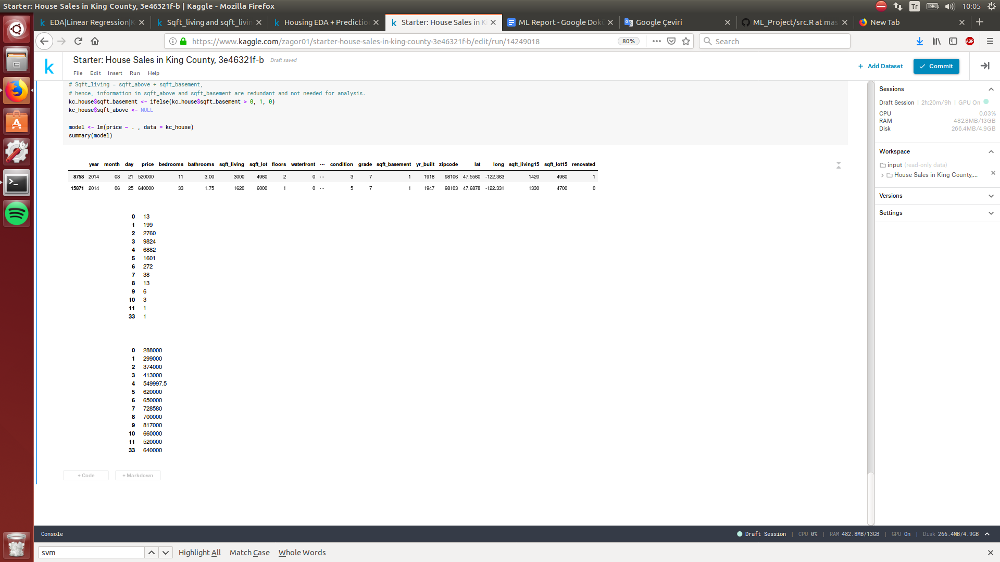 Starter: House Sales in King County, 3e46321f-b | Kaggle - Mozilla Firefox
Tr
10:05
EDA|Linear Regression|K
Sqft_living and sqft_livin
Housing EDA + Predictio
Starter: House Sales in K
ML Report - Google Dokü
Google Çeviri
ML_Project/src.R at mas
New Tab
https://www.kaggle.com/zagor01/starter-house-sales-in-king-county-3e46321f-b/edit/run/14249018
80%
Search
ABP
Starter: House Sales in King County, 3e46321f-b Draft saved
File Edit Insert Run Help
+ Add Dataset
Commit
# Sqft_living = sqft_above + sqft_basement,
# hence, information in sqft_above and sqft_basement are redundant and not needed for analysis.
kc_house$sqft_basement <- ifelse(kc_house$sqft_basement > 0, 1, 0)
kc_house$sqft_above <- NULL
model <- lm(price ~ . , data = kc_house)
summary(model)
year month day price bedrooms bathrooms sqft_living sqft_lot floors waterfront ... condition grade sqft_basement yr_built zipcode lat long sqft_living15 sqft_lot15 renovated
8758 2014 08 21 520000 11 3.00 3000 4960 2 0 ... 3 7 1 1918 98106 47.5560 -122.363 1420 4960 1
15871 2014 06 25 640000 33 1.75 1620 6000 1 0 ... 5 7 1 1947 98103 47.6878 -122.331 1330 4700 0
0 13
1 199
2 2760
3 9824
4 6882
5 1601
6 272
7 38
8 13
9 6
10 3
11 1
33 1
0 288000
1 299000
2 374000
3 413000
4 549997.5
5 620000
6 650000
7 728580
8 700000
9 817000
10 660000
11 520000
33 640000
+ Code
+ Markdown
Sessions
Draft Session | 2h:20m/9h | GPU On
CPU 0.03%
RAM 482.8MB/13GB
Disk 266.4MB/4.9GB
Workspace
input (read-only data)
House Sales in King County,...
Versions
Settings
Console
Draft Session | CPU 0% | RAM 482.8MB/13GB | GPU On | Disk 266.4MB/4.9GB
svm
Highlight All
Match Case
Whole Words